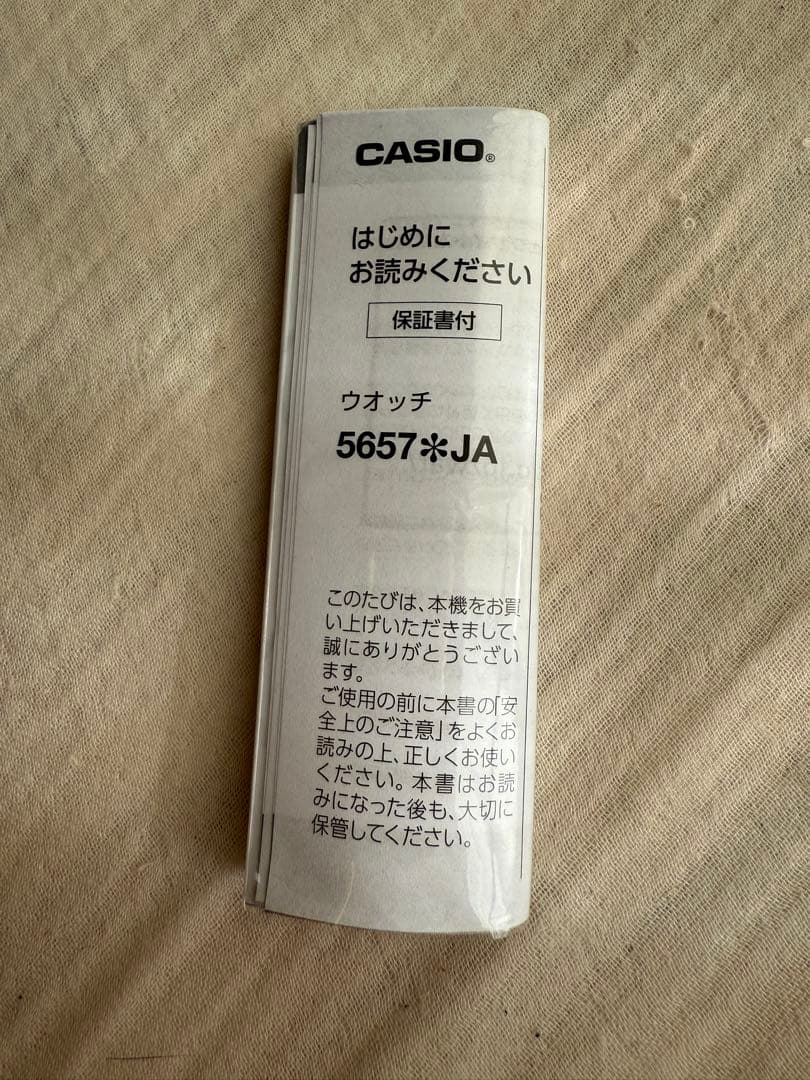 CASIO®
はじめに
お読みください
保証書付
ウオッチ
5657✻JA
このたびは、本機をお買
い上げいただきまして、
誠にありがとうござい
ます。
ご使用の前に本書の「安
全上のご注意」をよくお
読みの上、正しくお使い
ください。本書はお読
みになった後も、大切に
保管してください。